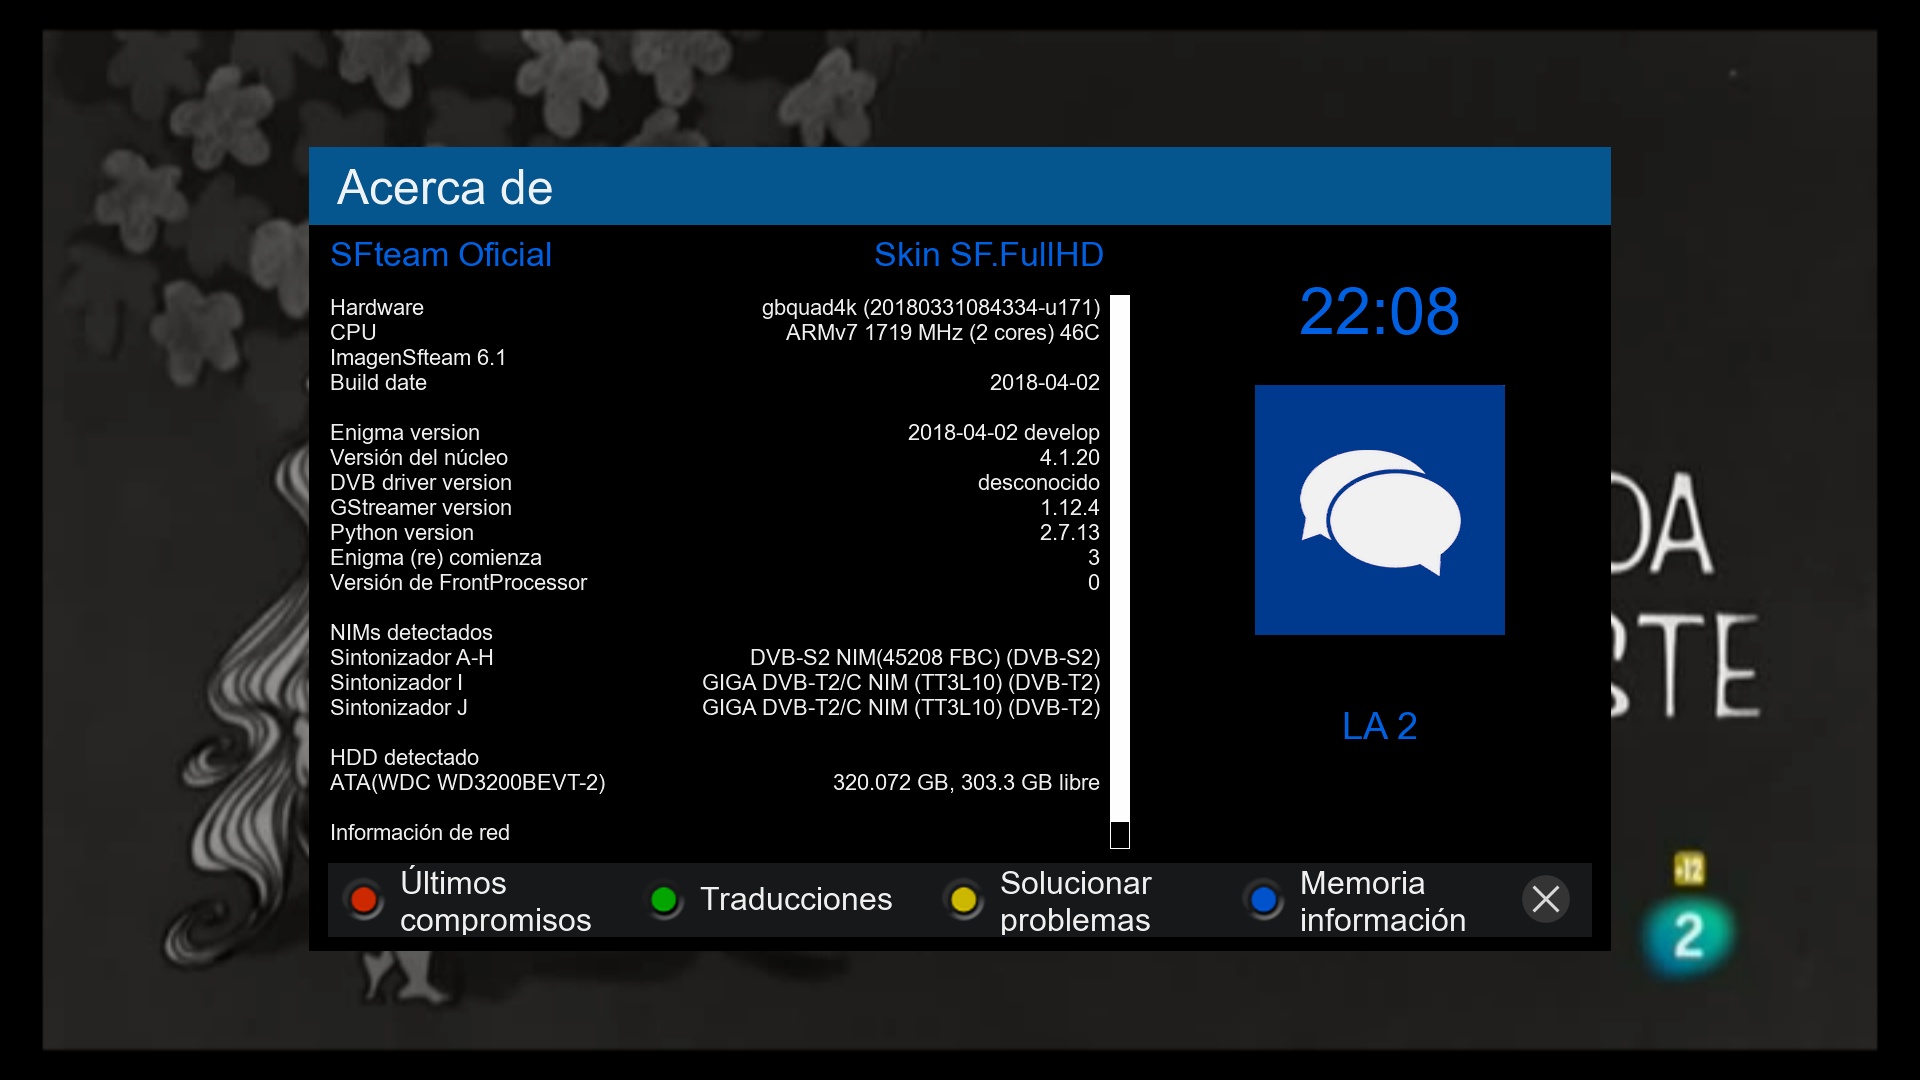 Acerca de
SFteam Oficial Skin SF.FullHD
22:08
Hardware gbquad4k (20180331084334-u171)
CPU ARMv7 1719 MHz (2 cores) 46C
ImagenSfteam 6.1
Build date 2018-04-02
Enigma version 2018-04-02 develop
Versión del núcleo 4.1.20
DVB driver version desconocido
GStreamer version 1.12.4
Python version 2.7.13
Enigma (re) comienza 3
Versión de FrontProcessor 0
NIMs detectados
Sintonizador A-H DVB-S2 NIM(45208 FBC) (DVB-S2)
Sintonizador I GIGA DVB-T2/C NIM (TT3L10) (DVB-T2)
Sintonizador J GIGA DVB-T2/C NIM (TT3L10) (DVB-T2)
LA 2
HDD detectado
ATA(WDC WD3200BEVT-2) 320.072 GB, 303.3 GB libre
Información de red
Últimos compromisos
Traducciones
Solucionar problemas
Memoria información
+12
2